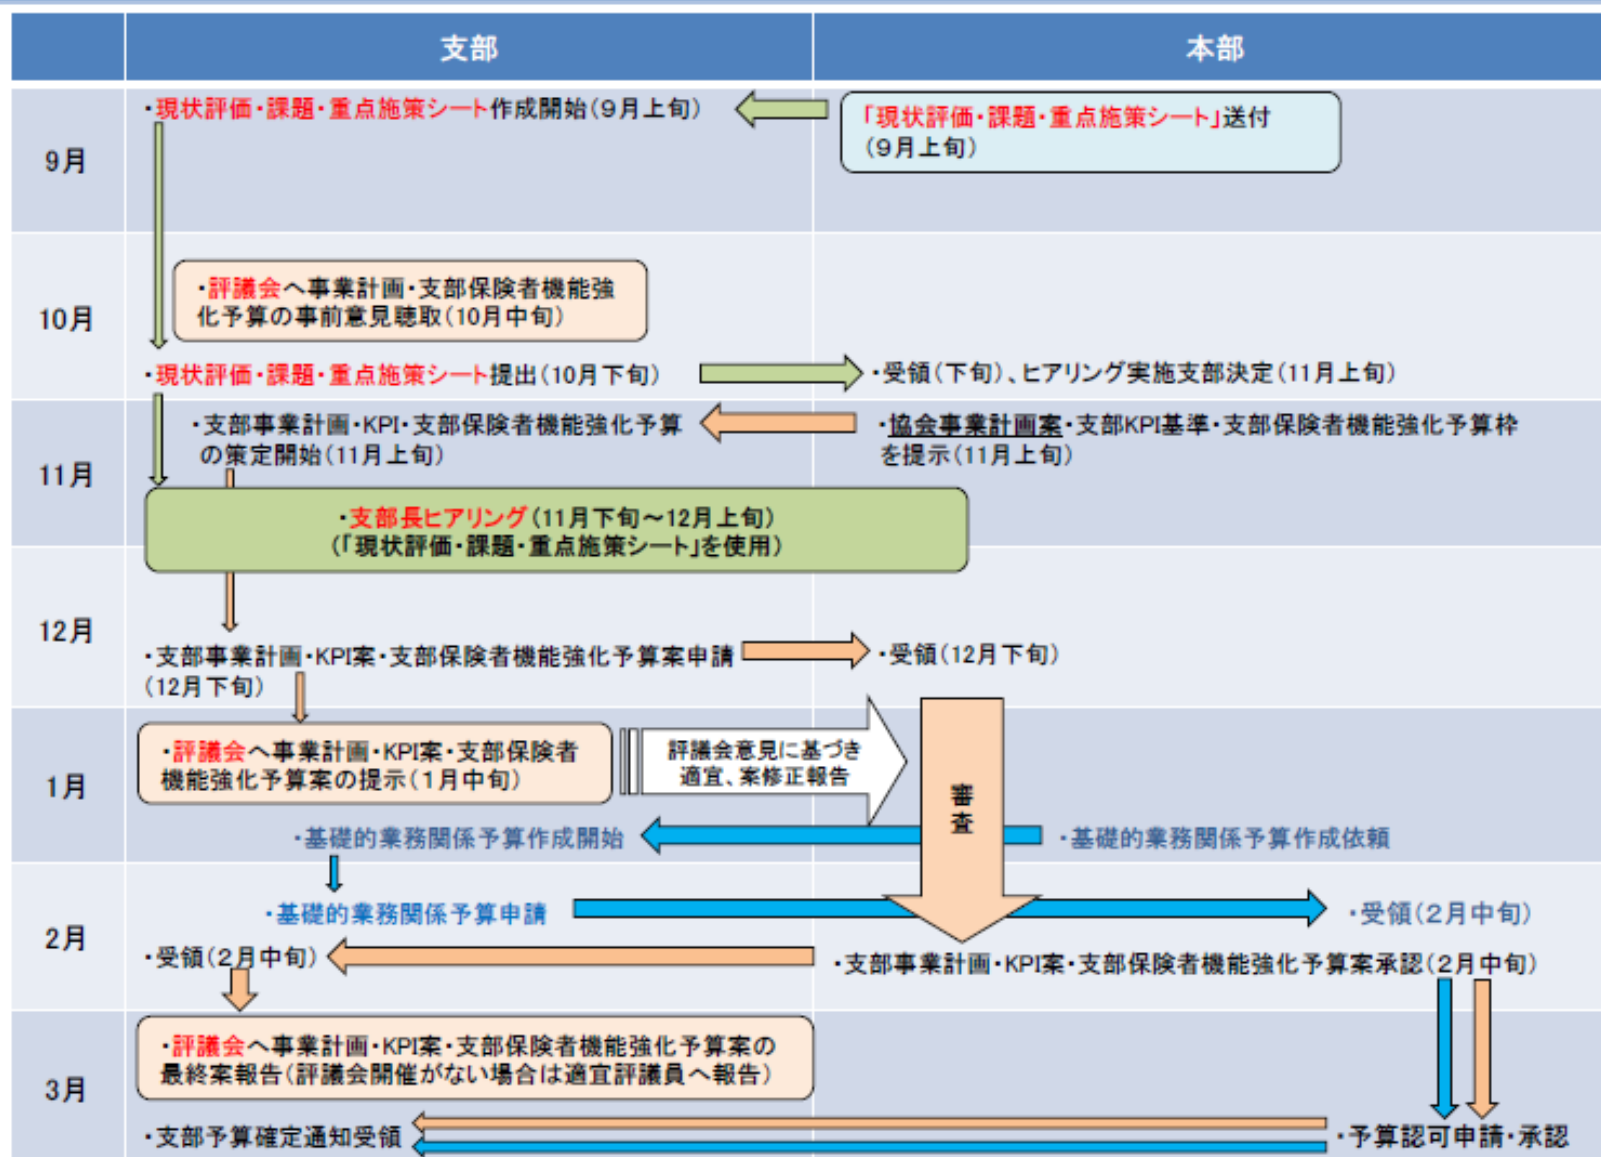 支部
本部
9月
・現状評価・課題・重点施策シート作成開始(9月上旬)
「現状評価・課題・重点施策シート」送付
(9月上旬)
10月
・評議会へ事業計画・支部保険者機能強
化予算の事前意見聴取(10月中旬)
・現状評価・課題・重点施策シート提出(10月下旬)
・受領(下旬)、ヒアリング実施支部決定(11月上旬)
11月
・支部事業計画・KPI・支部保険者機能強化予算
の策定開始(11月上旬)
・協会事業計画案・支部KPI基準・支部保険者機能強化予算枠
を提示(11月上旬)
・支部長ヒアリング(11月下旬～12月上旬)
(「現状評価・課題・重点施策シート」を使用)
12月
・支部事業計画・KPI案・支部保険者機能強化予算案申請
(12月下旬)
・受領(12月下旬)
1月
・評議会へ事業計画・KPI案・支部保険者
機能強化予算案の提示(1月中旬)
評議会意見に基づき
適宜、案修正報告
審
査
・基礎的業務関係予算作成開始
・基礎的業務関係予算作成依頼
2月
・基礎的業務関係予算申請
・受領(2月中旬)
・受領(2月中旬)
・支部事業計画・KPI案・支部保険者機能強化予算案承認(2月中旬)
3月
・評議会へ事業計画・KPI案・支部保険者機能強化予算案の
最終案報告(評議会開催がない場合は適宜評議員へ報告)
・支部予算確定通知受領
・予算認可申請・承認